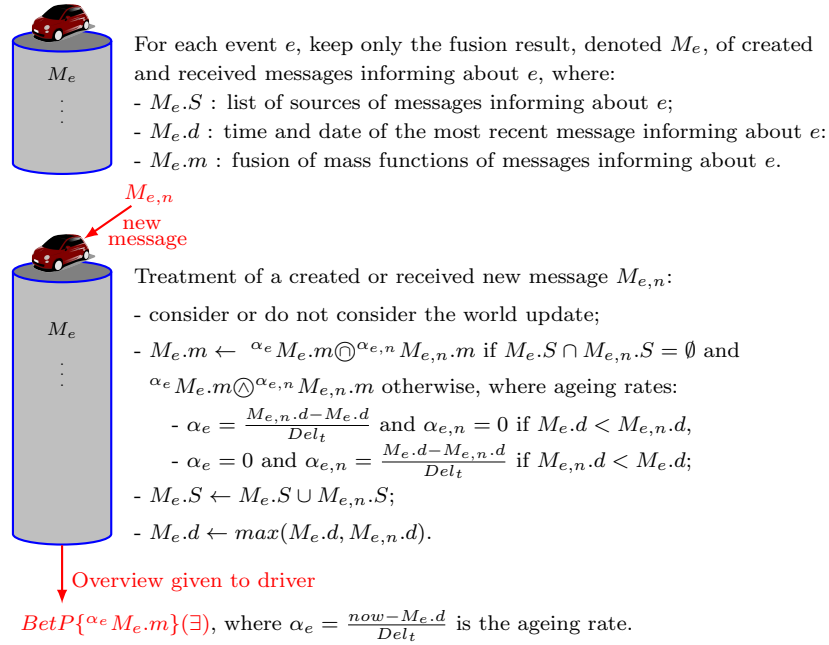 M_e
⋮
For each event e, keep only the fusion result, denoted M_e, of created
and received messages informing about e, where:
- M_e.S : list of sources of messages informing about e;
- M_e.d : time and date of the most recent message informing about e:
- M_e.m : fusion of mass functions of messages informing about e.
M_{e,n}
new
message
M_e
⋮
Treatment of a created or received new message M_{e,n}:
- consider or do not consider the world update;
- M_e.m ← ^{α_e}M_e.m ⓝ ^{α_{e,n}}M_{e,n}.m if M_e.S ∩ M_{e,n}.S = ∅ and
^{α_e}M_e.m ⊘ ^{α_{e,n}}M_{e,n}.m otherwise, where ageing rates:
- α_e = \frac{M_{e,n}.d−M_e.d}{Del_t} and α_{e,n} = 0 if M_e.d < M_{e,n}.d,
- α_e = 0 and α_{e,n} = \frac{M_e.d−M_{e,n}.d}{Del_t} if M_{e,n}.d < M_e.d;
- M_e.S ← M_e.S ∪ M_{e,n}.S;
- M_e.d ← max(M_e.d, M_{e,n}.d).
Overview given to driver
BetP{^{α_e}M_e.m}(∃), where α_e = \frac{now−M_e.d}{Del_t} is the ageing rate.